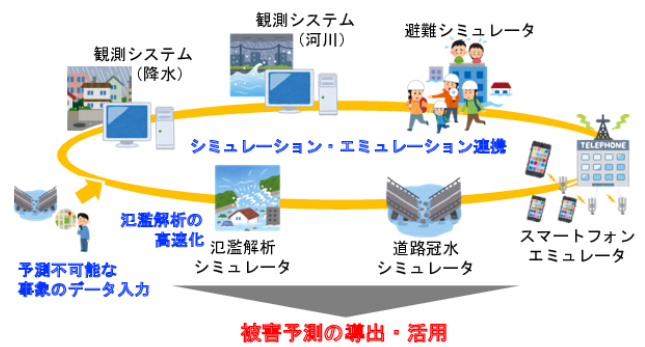 観測システム
（降水）
観測システム
（河川）
避難シミュレータ
シミュレーション・エミュレーション連携
TELEPHONE
氾濫解析の
高速化
氾濫解析
シミュレータ
道路冠水
シミュレータ
スマートフォン
エミュレータ
予測不可能な
事象のデータ入力
被害予測の導出・活用